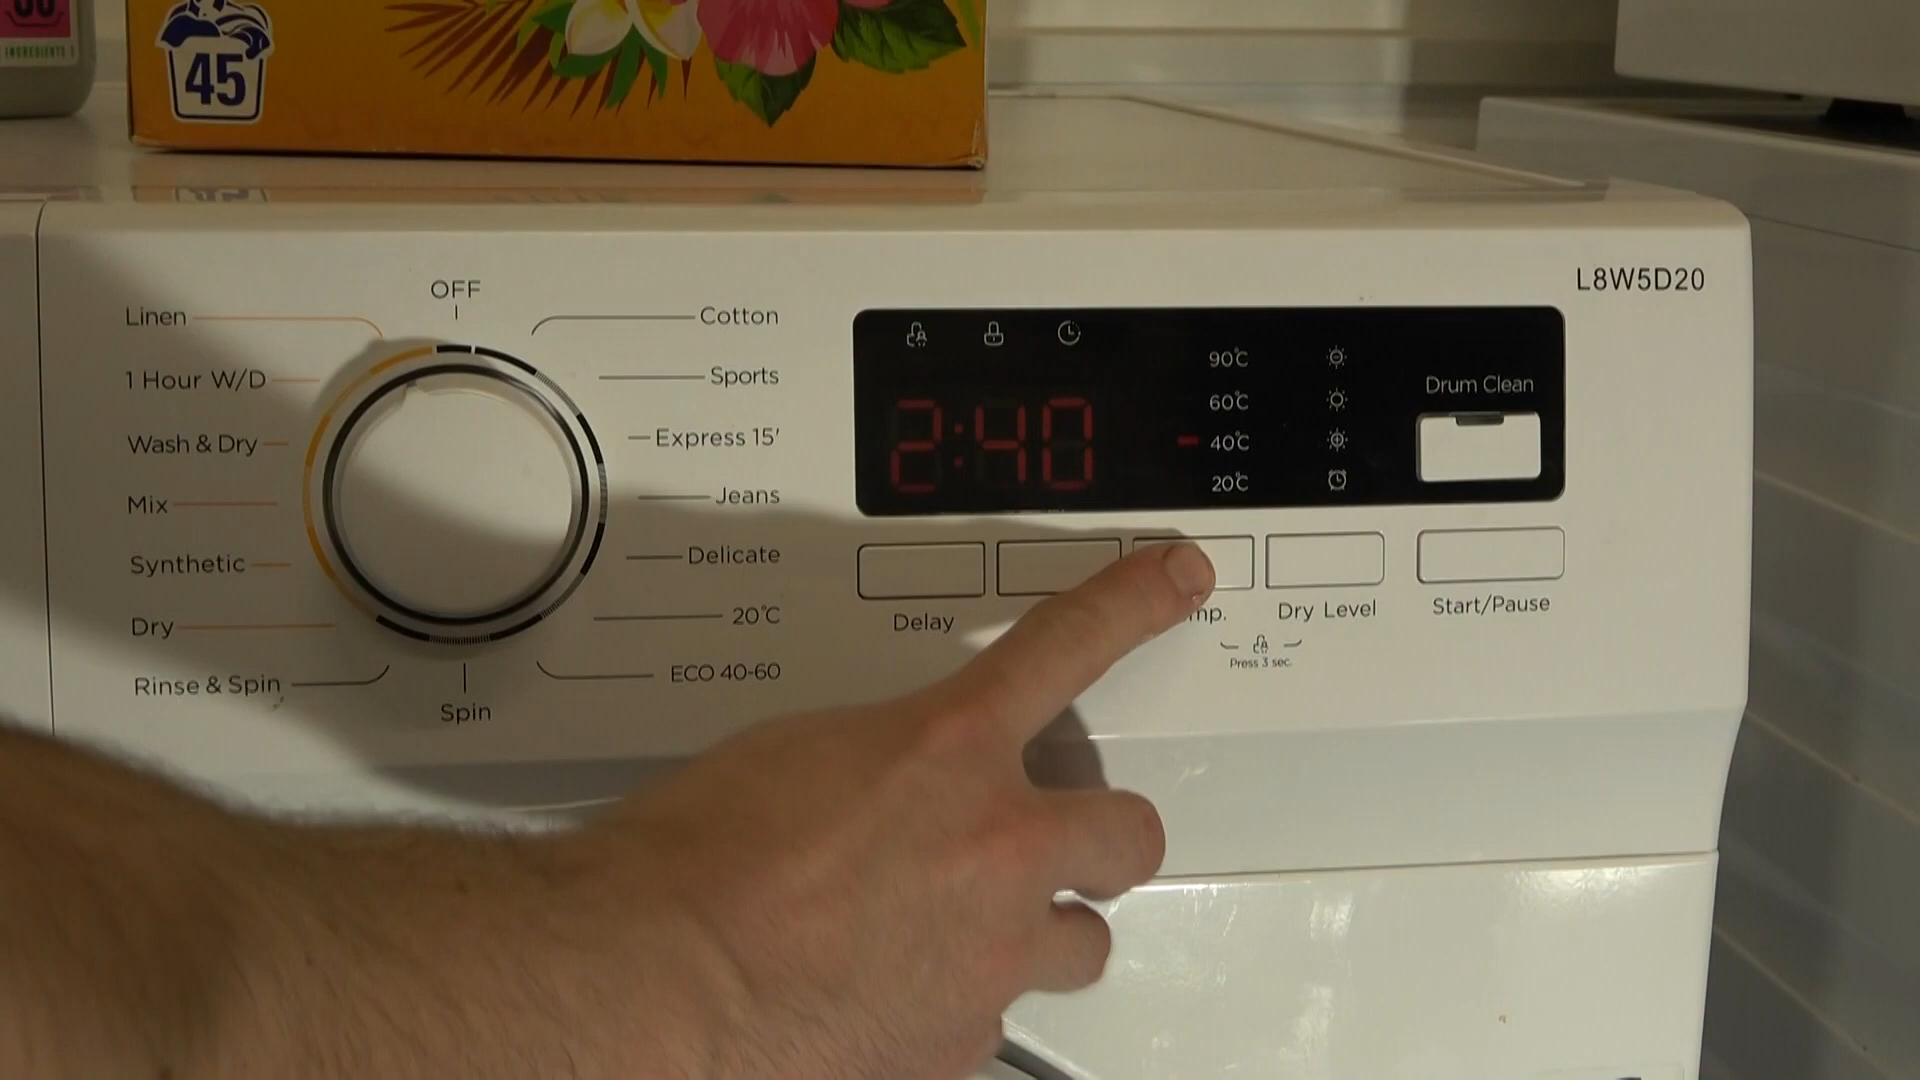 INGREDIENTS
45
L8W5D20
OFF
Linen
1 Hour W/D
Wash & Dry
Mix
Synthetic
Dry
Rinse & Spin
Spin
Cotton
Sports
Express 15'
Jeans
Delicate
20°C
ECO 40-60
2:40
90°C
60°C
40°C
20°C
Drum Clean
Delay
mp.
Dry Level
Start/Pause
Press 3 sec.